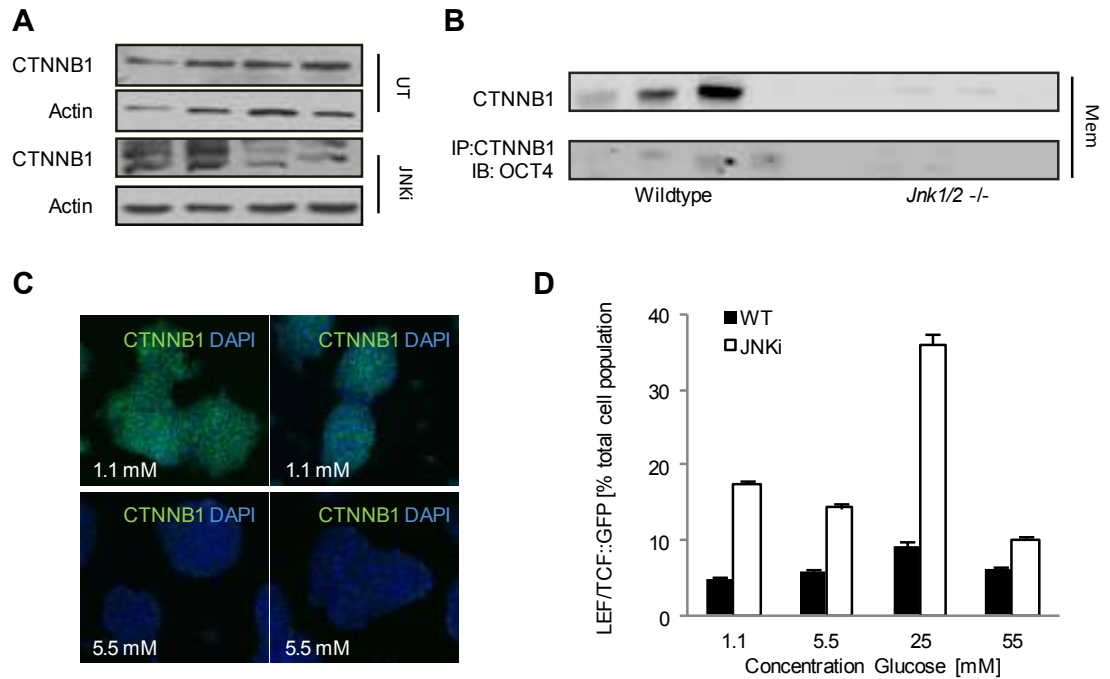 A
CTNNB1
Actin
UT
CTNNB1
Actin
JNKi
B
CTNNB1
IP:CTNNB1
IB: OCT4
Mem
Wildtype
Jnk1/2 -/-
C
CTNNB1 DAPI
1.1 mM
CTNNB1 DAPI
1.1 mM
CTNNB1 DAPI
5.5 mM
CTNNB1 DAPI
5.5 mM
D
LEF/TCF::GFP [% total cell population]
40
30
20
10
0
WT
JNKi
1.1 5.5 25 55
Concentration Glucose [mM]